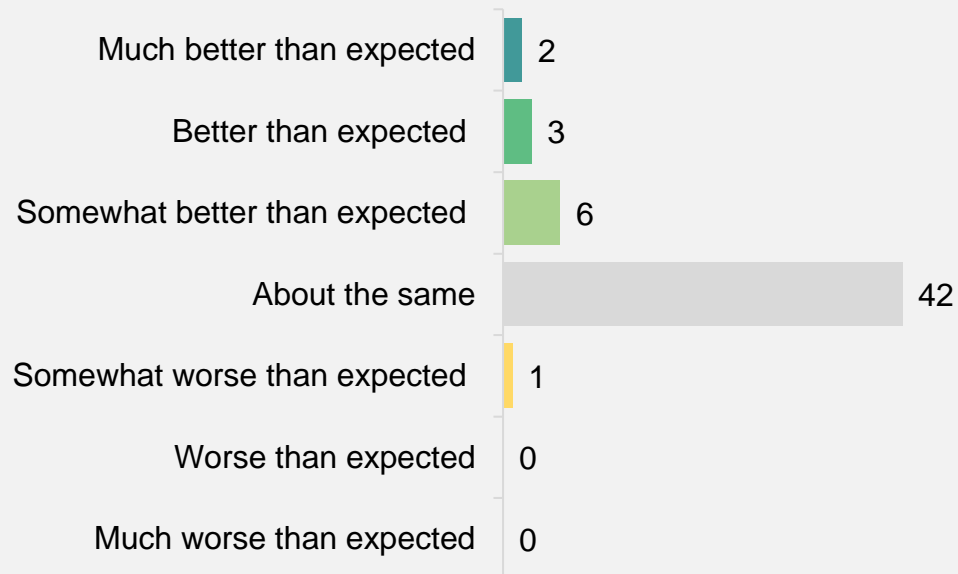 Much better than expected 2
Better than expected 3
Somewhat better than expected 6
About the same 42
Somewhat worse than expected 1
Worse than expected 0
Much worse than expected 0